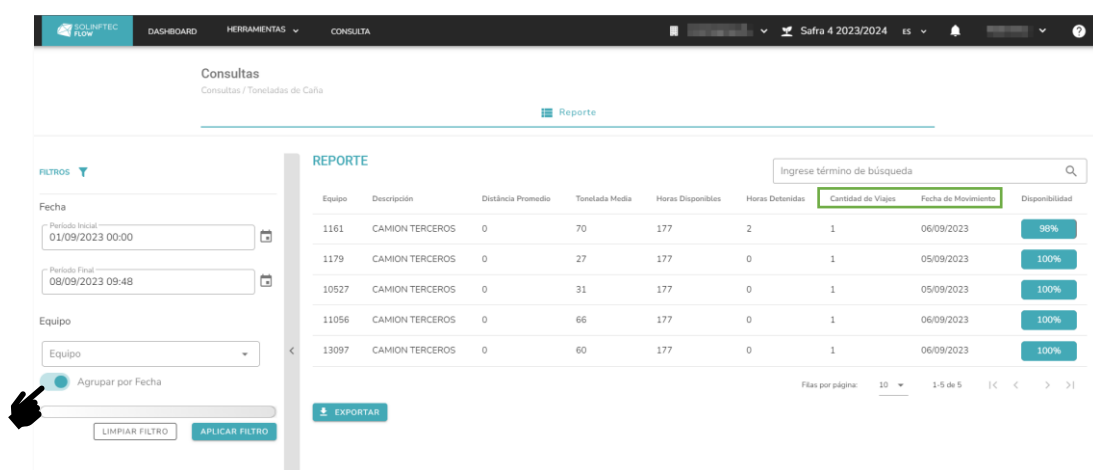 SOLINFTEC FLOW DASHBOARD HERRAMIENTAS CONSULTA Safra 4 2023/2024 ES ?
Consultas
Consultas / Toneladas de Caña
Reporte
FILTROS
Fecha
Período Inicial
01/09/2023 00:00
Período Final
08/09/2023 09:48
Equipo
Equipo
Agrupar por Fecha
LIMPIAR FILTRO APLICAR FILTRO
REPORTE
Ingrese término de búsqueda
Equipo Descripción Distância Promedio Tonelada Media Horas Disponibles Horas Detenidas Cantidad de Viajes Fecha de Movimiento Disponibilidad
1161 CAMION TERCEROS 0 70 177 2 1 06/09/2023 98%
1179 CAMION TERCEROS 0 27 177 0 1 05/09/2023 100%
10527 CAMION TERCEROS 0 31 177 0 1 05/09/2023 100%
11056 CAMION TERCEROS 0 66 177 0 1 06/09/2023 100%
13097 CAMION TERCEROS 0 60 177 0 1 06/09/2023 100%
Filas por página: 10 1-5 de 5
EXPORTAR